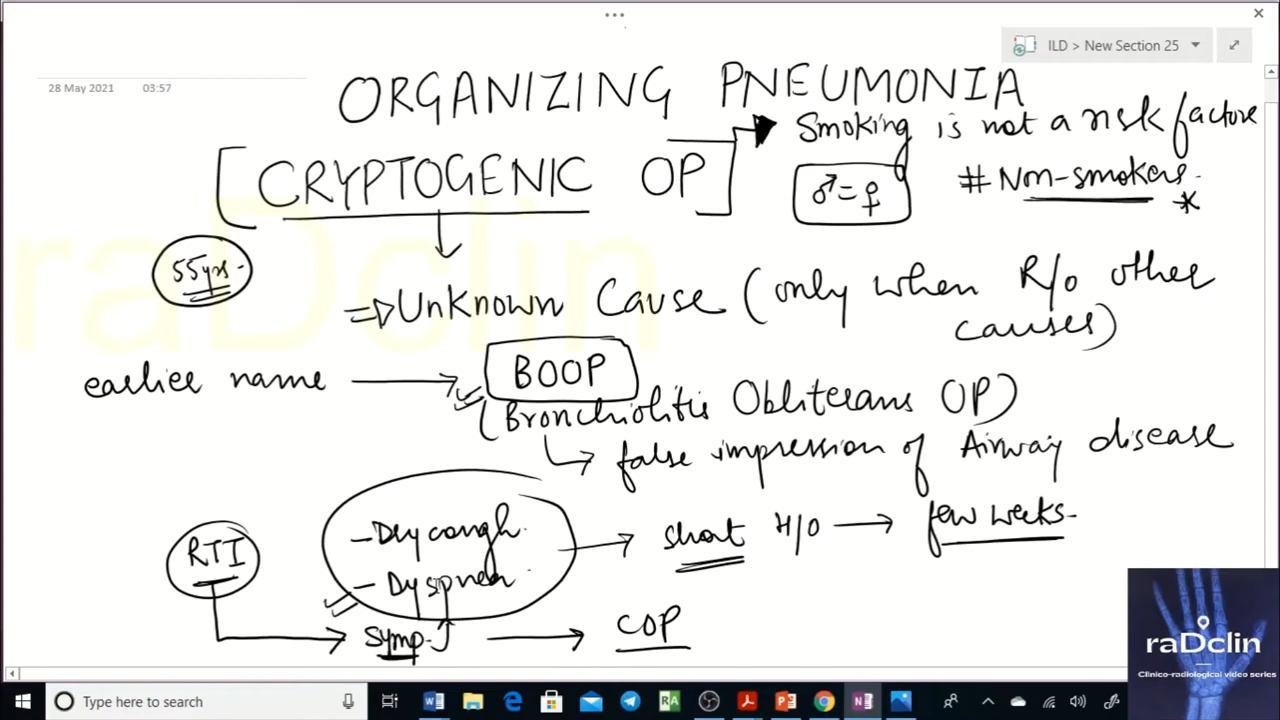 ILD > New Section 25
28 May 2021 03:57
ORGANIZING PNEUMONIA
[CRYPTOGENIC OP]
Smoking is not a risk factore
♂=♀
# Non-smokers.
*
55yrs.
=> Unknown Cause (only when R/o other
causes)
earlier name
BOOP
(Bronchiolitis Obliterans OP)
false impression of Airway disease
RTI
- Dry cough
- Dyspnea
short H/O
few weeks
Symp.
COP
raDclin
raDclin
Clinico-radiological video series
Type here to search